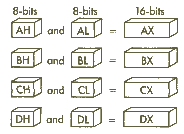 8-bits 8-bits 16-bits
AH and AL = AX
BH and BL = BX
CH and CL = CX
DH and DL = DX